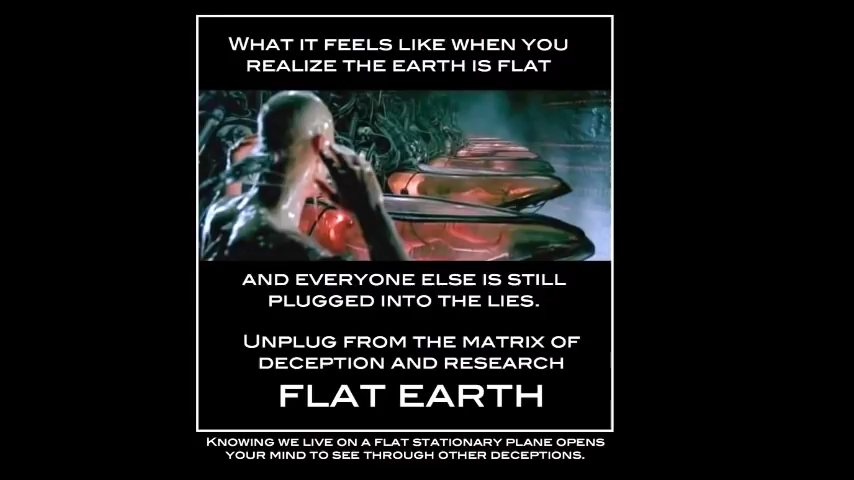 What it feels like when you
realize the earth is flat
and everyone else is still
plugged into the lies.
Unplug from the matrix of
deception and research
FLAT EARTH
Knowing we live on a flat stationary plane opens
your mind to see through other deceptions.